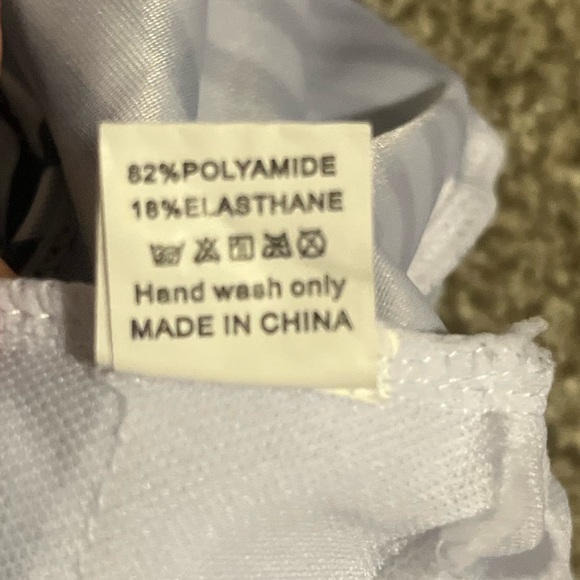 82%POLYAMIDE
18%ELASTHANE
Hand wash only
MADE IN CHINA